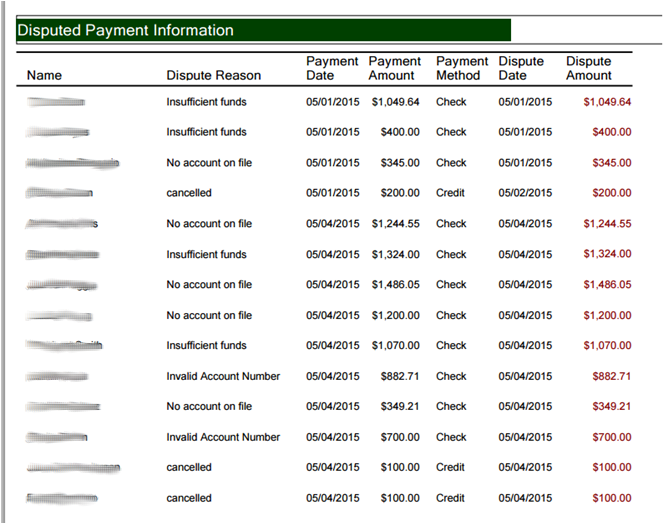 Disputed Payment Information
Payment Payment Payment Dispute Dispute
Name Dispute Reason Date Amount Method Date Amount
Insufficient funds 05/01/2015 $1,049.64 Check 05/01/2015 $1,049.64
Insufficient funds 05/01/2015 $400.00 Check 05/01/2015 $400.00
No account on file 05/01/2015 $345.00 Check 05/01/2015 $345.00
cancelled 05/01/2015 $200.00 Credit 05/02/2015 $200.00
No account on file 05/04/2015 $1,244.55 Check 05/04/2015 $1,244.55
Insufficient funds 05/04/2015 $1,324.00 Check 05/04/2015 $1,324.00
No account on file 05/04/2015 $1,486.05 Check 05/04/2015 $1,486.05
No account on file 05/04/2015 $1,200.00 Check 05/04/2015 $1,200.00
Insufficient funds 05/04/2015 $1,070.00 Check 05/04/2015 $1,070.00
Invalid Account Number 05/04/2015 $882.71 Check 05/04/2015 $882.71
No account on file 05/04/2015 $349.21 Check 05/04/2015 $349.21
Invalid Account Number 05/04/2015 $700.00 Check 05/04/2015 $700.00
cancelled 05/04/2015 $100.00 Credit 05/04/2015 $100.00
cancelled 05/04/2015 $100.00 Credit 05/04/2015 $100.00